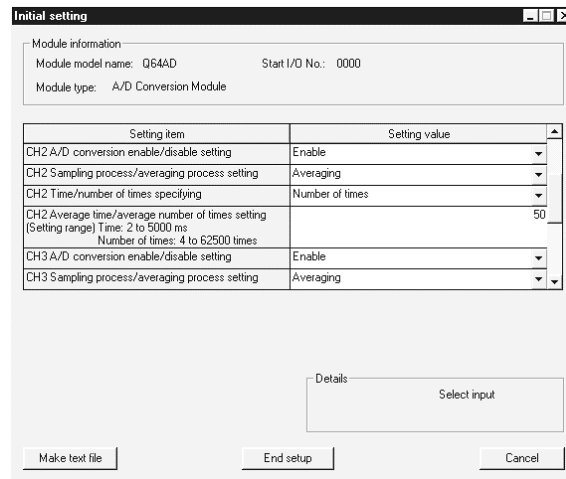 Initial setting
Module information
Module model name: Q64AD Start I/O No.: 0000
Module type: A/D Conversion Module
Setting item Setting value
CH2 A/D conversion enable/disable setting Enable
CH2 Sampling process/averaging process setting Averaging
CH2 Time/number of times specifying Number of times
CH2 Average time/average number of times setting 50
(Setting range) Time: 2 to 5000 ms
Number of times: 4 to 62500 times
CH3 A/D conversion enable/disable setting Enable
CH3 Sampling process/averaging process setting Averaging
Details
Select input
Make text file End setup Cancel